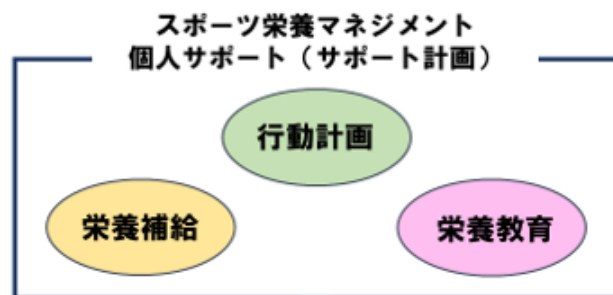 スポーツ栄養マネジメント
個人サポート（サポート計画）
行動計画
栄養補給
栄養教育